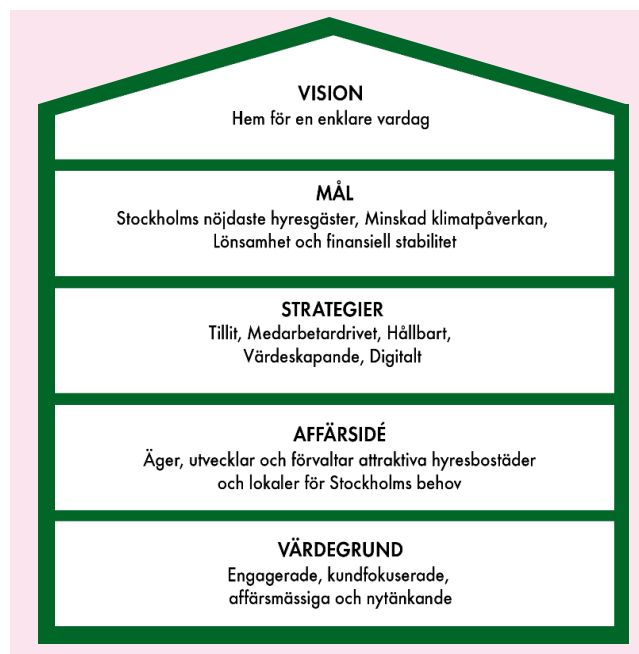 VISION
Hem för en enklare vardag
MÅL
Stockholms nöjdaste hyresgäster, Minskad klimatpåverkan,
Lönsamhet och finansiell stabilitet
STRATEGIER
Tillit, Medarbetardrivet, Hållbart,
Värdeskapande, Digitalt
AFFÄRSIDÉ
Äger, utvecklar och förvaltar attraktiva hyresbostäder
och lokaler för Stockholms behov
VÄRDEGRUND
Engagerade, kundfokuserade,
affärsmässiga och nytänkande